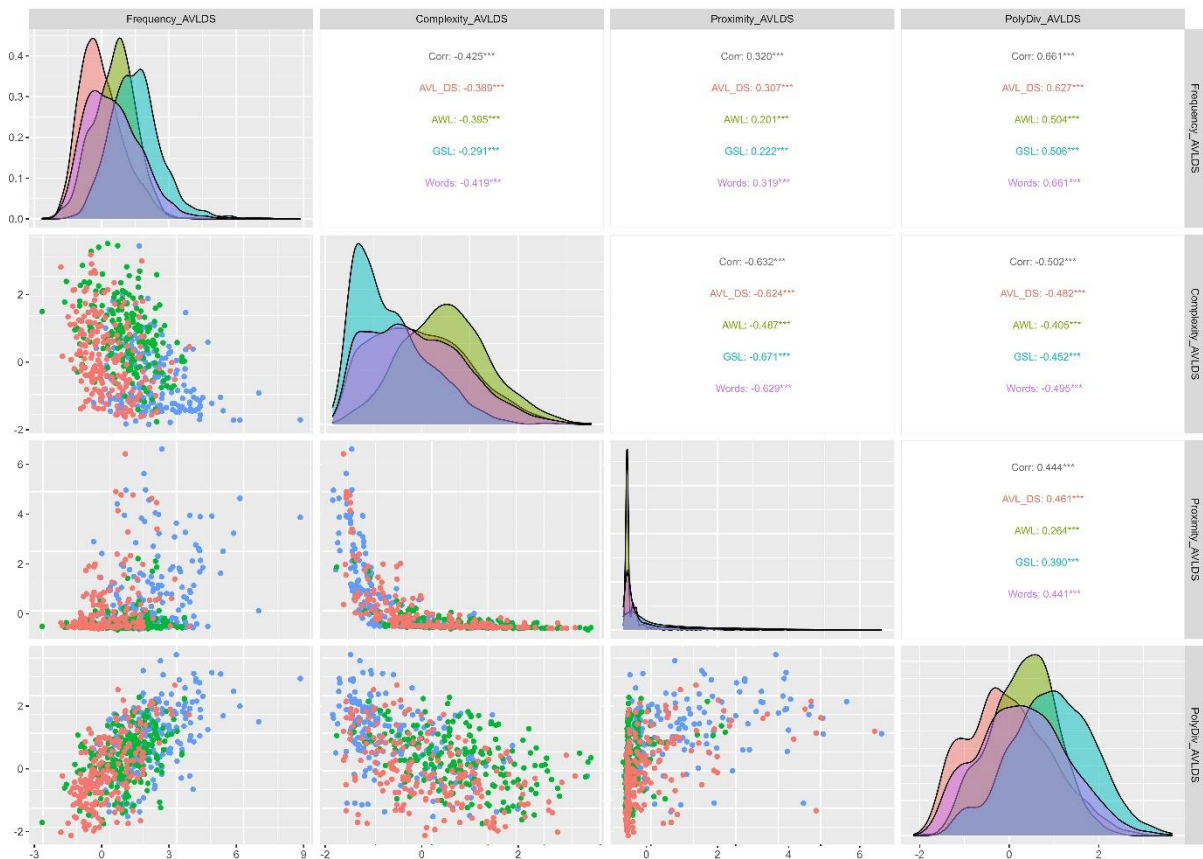 Frequency_AVLDS
Complexity_AVLDS
Proximity_AVLDS
PolyDiv_AVLDS
0.4
0.3
0.2
0.1
0.0
Corr: -0.425***
AVL_DS: -0.389***
AWL: -0.395***
GSL: -0.291***
Words: -0.419***
Corr: 0.320***
AVL_DS: 0.307***
AWL: 0.201***
GSL: 0.222***
Words: 0.319***
Corr: 0.661***
AVL_DS: 0.627***
AWL: 0.504***
GSL: 0.506***
Words: 0.661***
Frequency_AVLDS
2
0
-2
Corr: -0.632***
AVL_DS: -0.624***
AWL: -0.487***
GSL: -0.671***
Words: -0.629***
Corr: -0.502***
AVL_DS: -0.482***
AWL: -0.405***
GSL: -0.452***
Words: -0.495***
Complexity_AVLDS
6
4
2
0
Corr: 0.444***
AVL_DS: 0.461***
AWL: 0.264***
GSL: 0.390***
Words: 0.441***
Proximity_AVLDS
2
0
-2
PolyDiv_AVLDS
-3
0
3
6
9
-2
0
2
0
2
4
6
-2
0
2